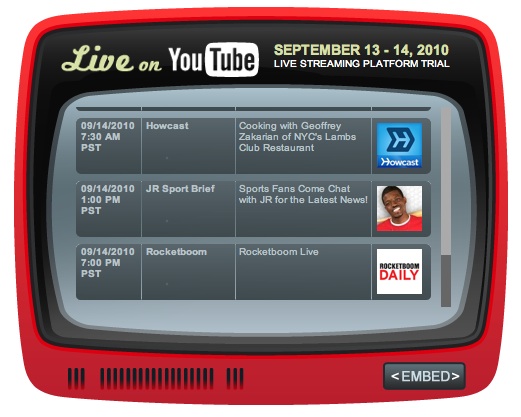 Live on YouTube
SEPTEMBER 13 - 14, 2010
LIVE STREAMING PLATFORM TRIAL
09/14/2010
7:30 AM
PST
Howcast
Cooking with Geoffrey
Zakarian of NYC's Lambs
Club Restaurant
Howcast
09/14/2010
1:00 PM
PST
JR Sport Brief
Sports Fans Come Chat
with JR for the Latest News!
09/14/2010
7:00 PM
PST
Rocketboom
Rocketboom Live
ROCKETBOOM
DAILY
<EMBED>